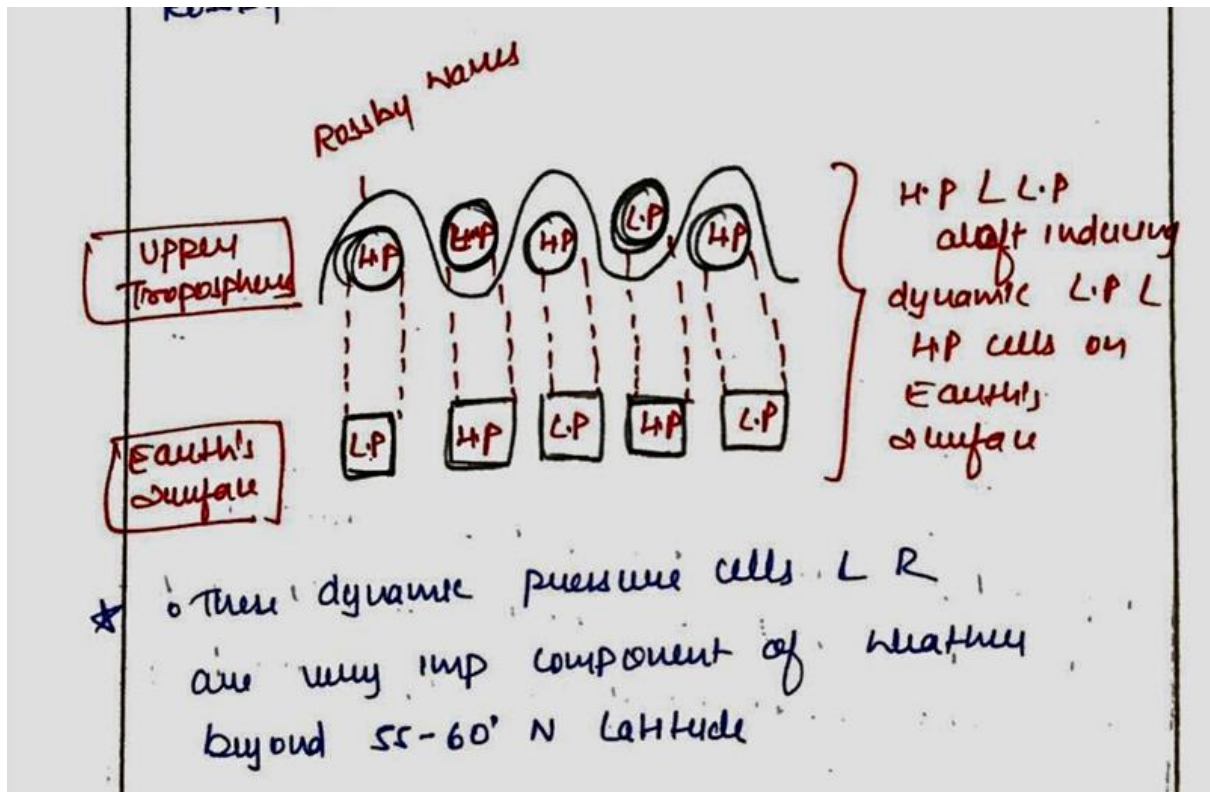 Rossby Waves
H.P L L.P
aloft inducing
dynamic L.P L
H.P cells on
Earth's
surface
Upper
Troposphere
H.P
H.P
L.P
H.P
L.P
H.P
L.P
H.P
L.P
Earth's
surface
These dynamic pressure cells L R
are very imp component of weather
beyond 55-60° N Latitude